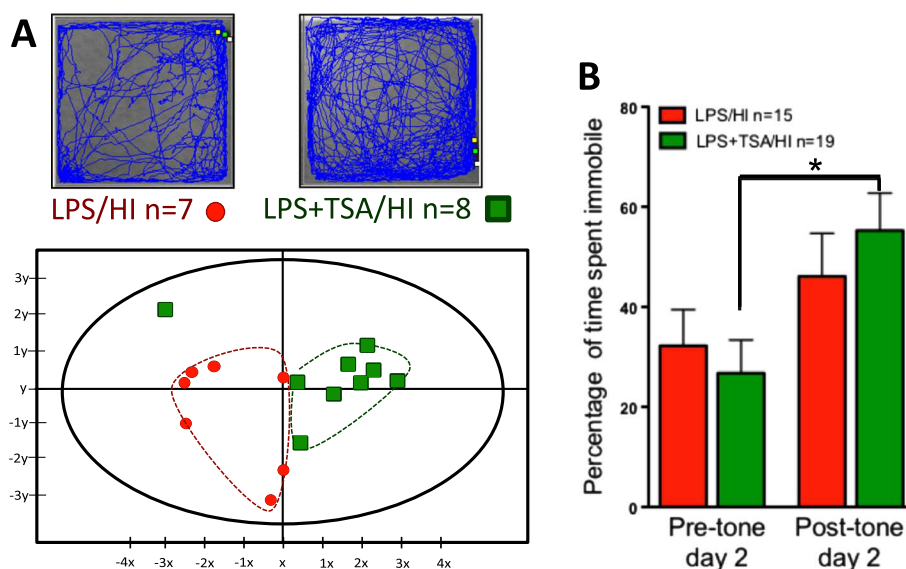 A
LPS/HI n=7
LPS+TSA/HI n=8
3y
2y
1y
y
-1y
-2y
-3y
-4x -3x -2x -1x x 1x 2x 3x 4x
B
Percentage of time spent immobile
80
60
40
20
0
LPS/HI n=15
LPS+TSA/HI n=19
*
Pre-tone
day 2
Post-tone
day 2